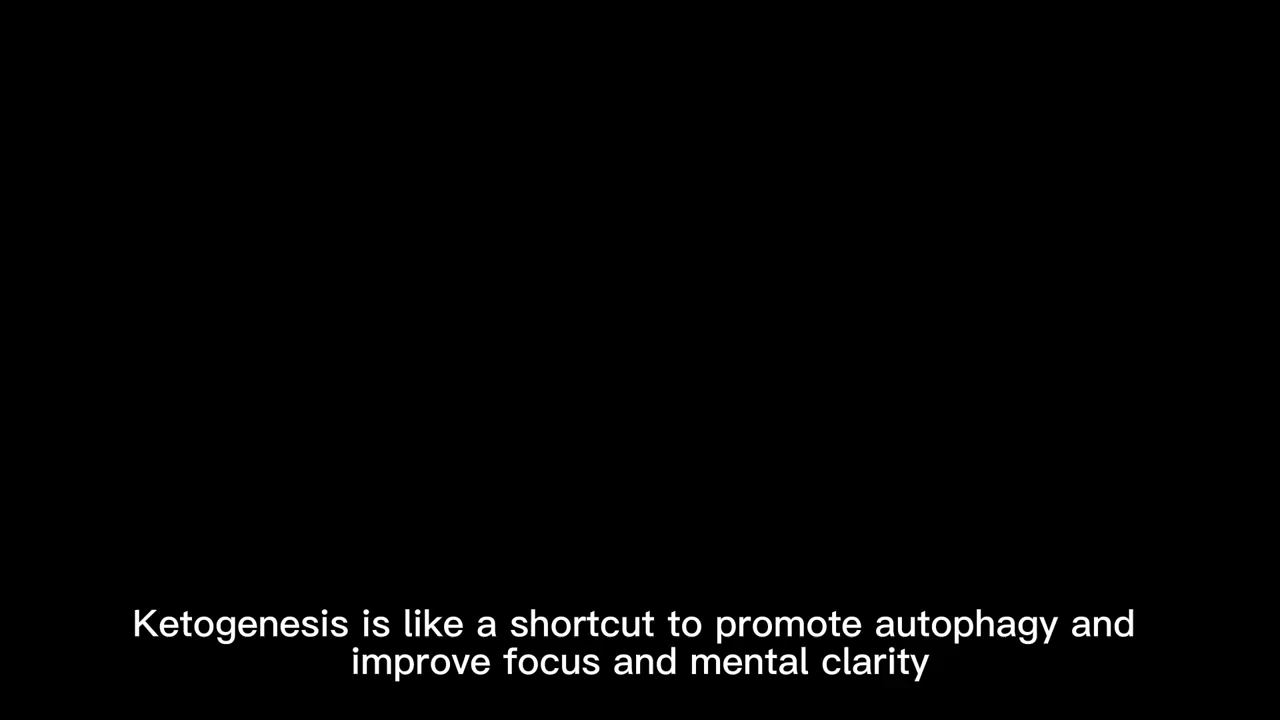 Ketogenesis is like a shortcut to promote autophagy and
improve focus and mental clarity